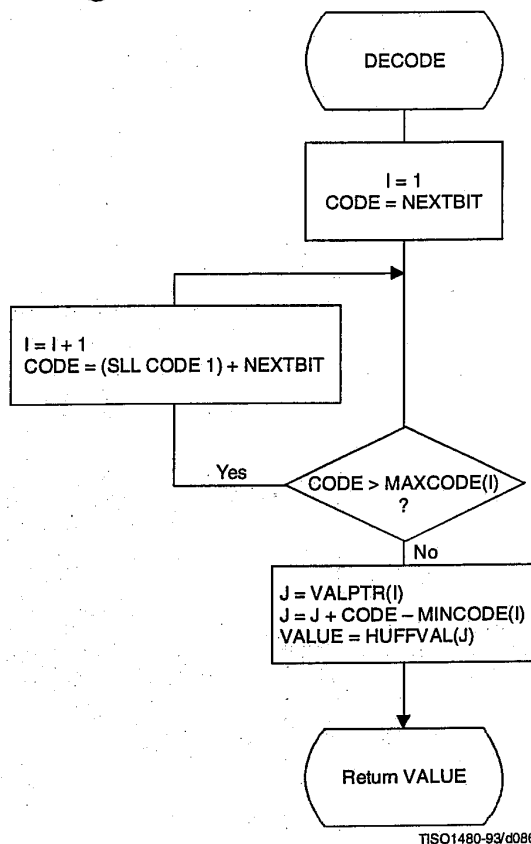 DECODE
I = 1
CODE = NEXTBIT
I = I + 1
CODE = (SLL CODE 1) + NEXTBIT
Yes
CODE > MAXCODE(I)
?
No
J = VALPTR(I)
J = J + CODE – MINCODE(I)
VALUE = HUFFVAL(J)
Return VALUE
TISO1480-93/d086